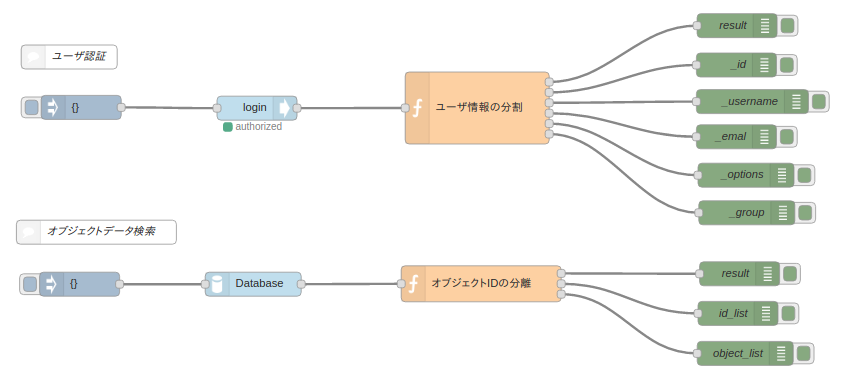 ユーザ認証
{}
login
authorized
ユーザ情報の分割
result
_id
_username
_emal
_options
_group
オブジェクトデータ検索
{}
Database
オブジェクトIDの分離
result
id_list
object_list